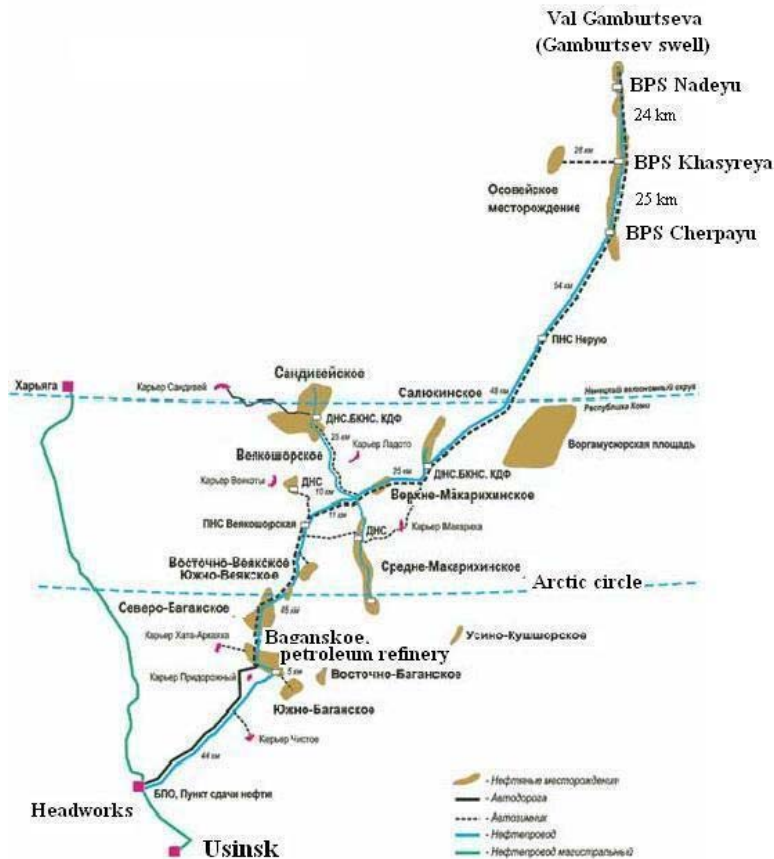 Val Gamburtseva
(Gamburtsev swell)
BPS Nadeyu
24 km
26 км
BPS Khasyreya
Осовейское
месторождение
25 km
BPS Cherpayu
54 км
ПНС Нерую
Сандивейское
Харьяга
Карьер Сандивей
Салюкинское
48 км
Ненецкий автономный округ
Республика Коми
ДНС.БКНС. КДФ
Воргамусюрская площадь
25 км
Карьер Ладото
Велкошорское
Карьер Веякоты
ДНС
10 км
25 км
ДНС.БКНС. КДФ
Верхне-Макарихинское
11 км
ПНС Веякошорская
ДНС
Карьер Макариха
Восточно-Веякское
Южно-Веякское
Средне-Макарихинское
Arctic circle
Северо-Баганское
45 км
Карьер Хата-Аркаяха
Baganskoe,
petroleum refinery
Усино-Кушшорское
Карьер Придорожный
5 км
Восточно-Баганское
Южно-Баганское
Карьер Чистое
44 км
БПО, Пункт сдачи нефти
Headworks
Usinsk
- Нефтяные месторождения
- Автодорога
- Автозимник
- Нефтепровод
- Нефтепровод магистральный